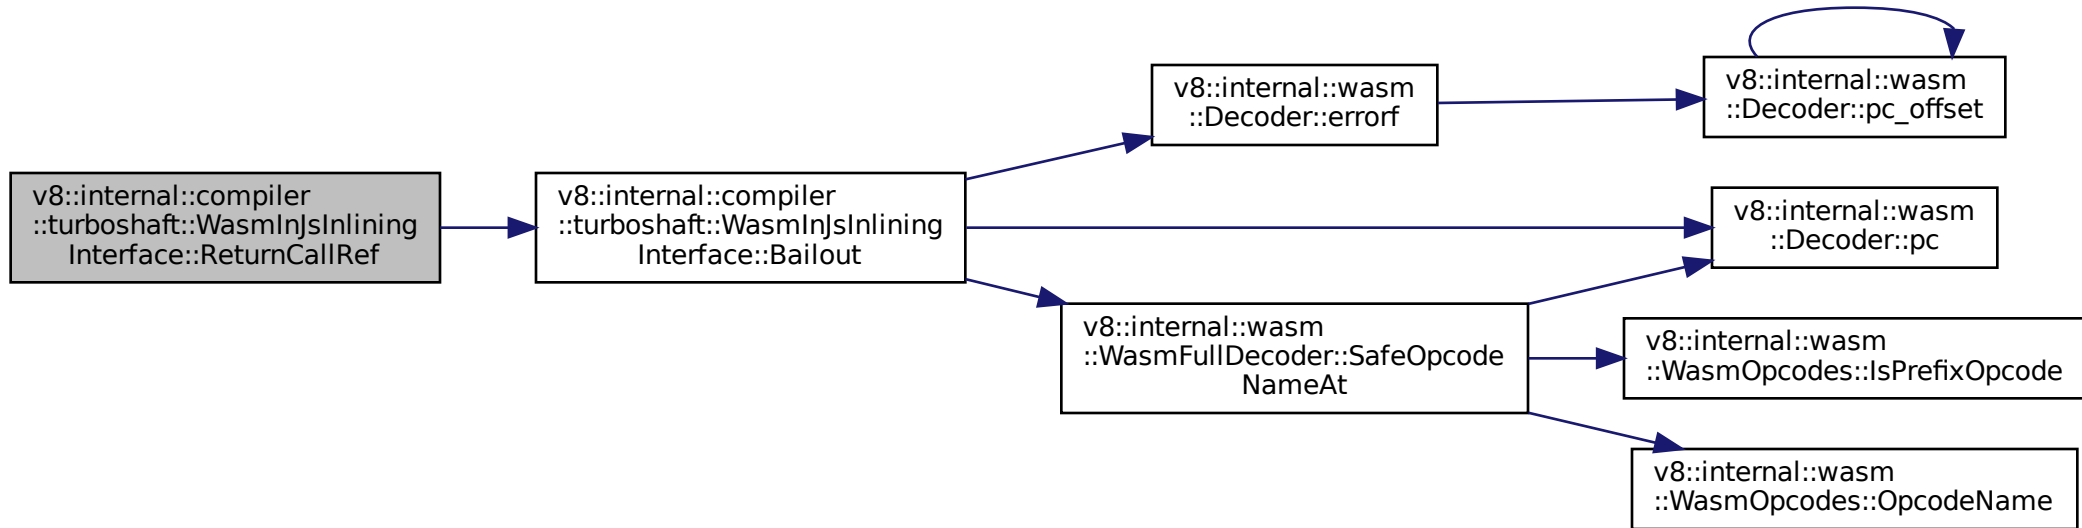 v8::internal::compiler
::turboshaft::WasmInJsInlining
Interface::ReturnCallRef
v8::internal::compiler
::turboshaft::WasmInJsInlining
Interface::Bailout
v8::internal::wasm
::Decoder::errorf
v8::internal::wasm
::Decoder::pc_offset
v8::internal::wasm
::Decoder::pc
v8::internal::wasm
::WasmFullDecoder::SafeOpcode
NameAt
v8::internal::wasm
::WasmOpcodes::IsPrefixOpcode
v8::internal::wasm
::WasmOpcodes::OpcodeName